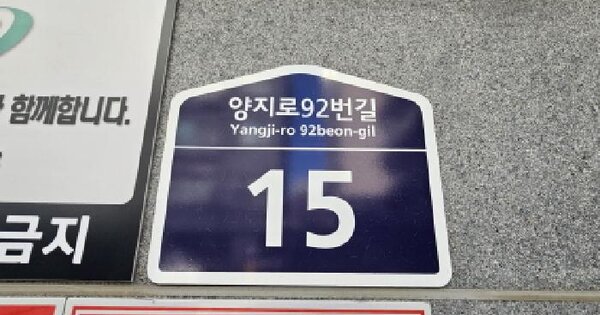 양지로92번길
Yangji-ro 92beon-gil
15
함께합니다.
금지